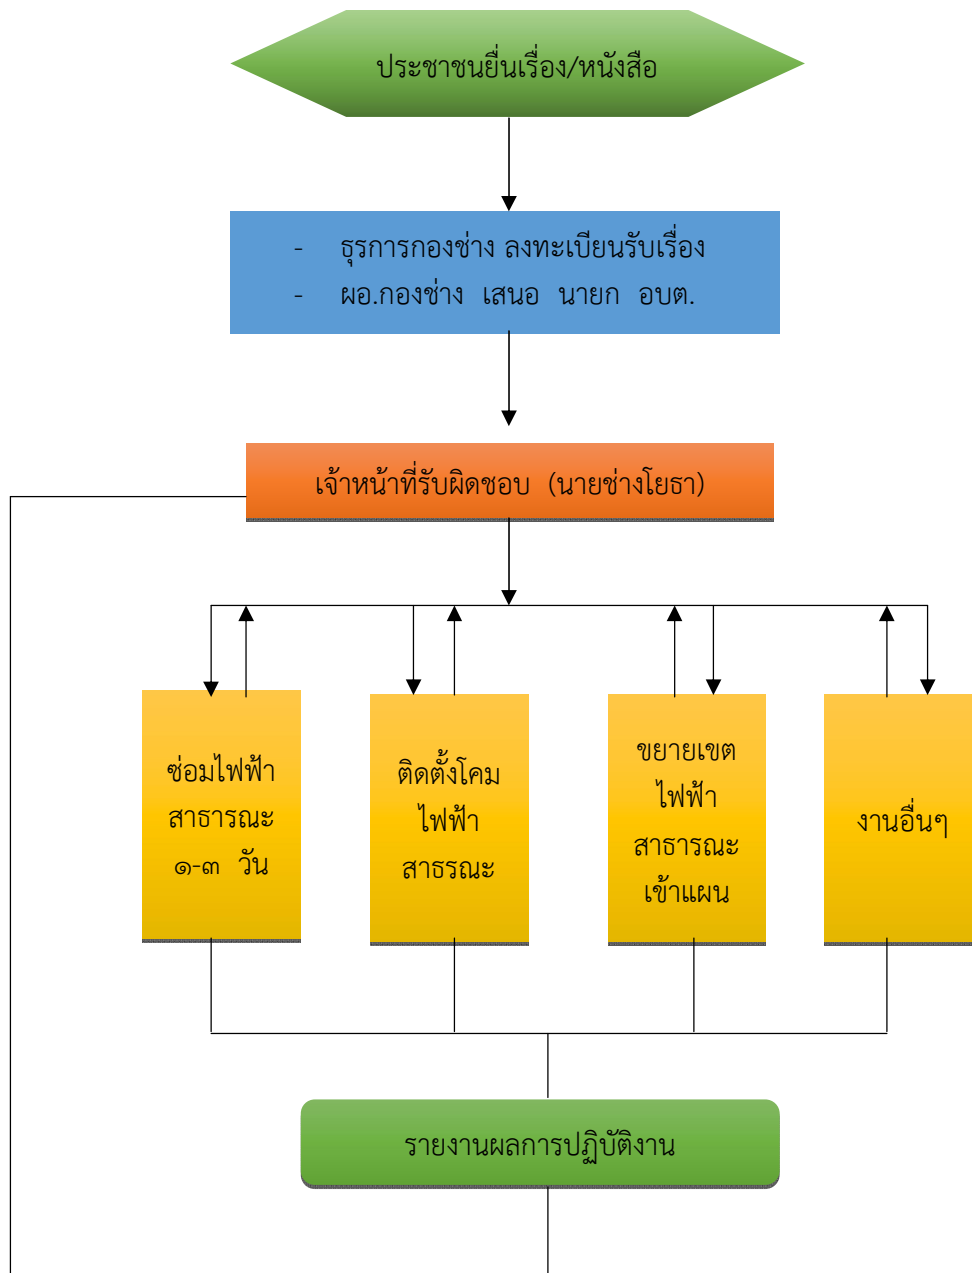 ประชาชนยื่นเรื่อง/หนังสือ
- ธุรการกองช่าง ลงทะเบียนรับเรื่อง
- ผอ.กองช่าง เสนอ นายก อบต.
เจ้าหน้าที่รับผิดชอบ (นายช่างโยธา)
ซ่อมไฟฟ้า
สาธารณะ
๑-๓ วัน
ติดตั้งโคม
ไฟฟ้า
สาธรณะ
ขยายเขต
ไฟฟ้า
สาธารณะ
เข้าแผน
งานอื่นๆ
รายงานผลการปฏิบัติงาน